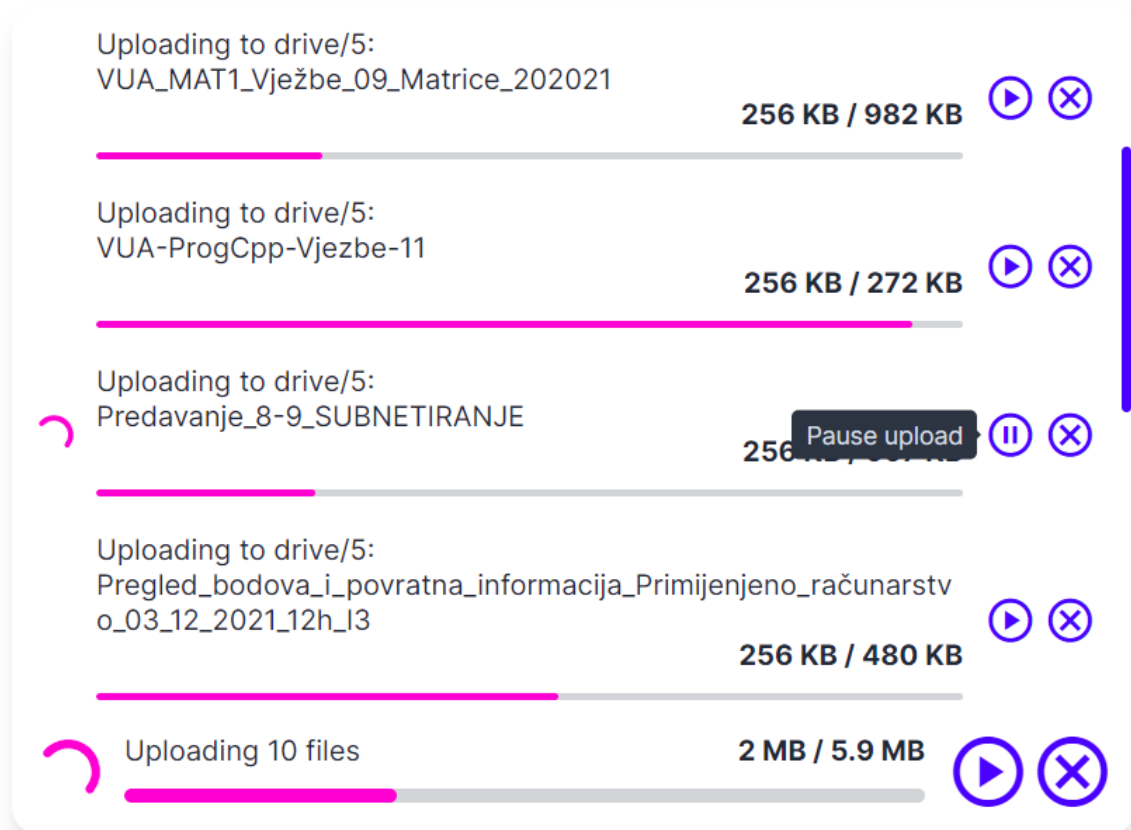 Uploading to drive/5:
VUA_MAT1_Vježbe_09_Matrice_202021
256 KB / 982 KB
Uploading to drive/5:
VUA-ProgCpp-Vjezbe-11
256 KB / 272 KB
Uploading to drive/5:
Predavanje_8-9_SUBNETIRANJE
Pause upload
256
Uploading to drive/5:
Pregled_bodova_i_povratna_informacija_Primijenjeno_računarstv
o_03_12_2021_12h_I3
256 KB / 480 KB
Uploading 10 files
2 MB / 5.9 MB